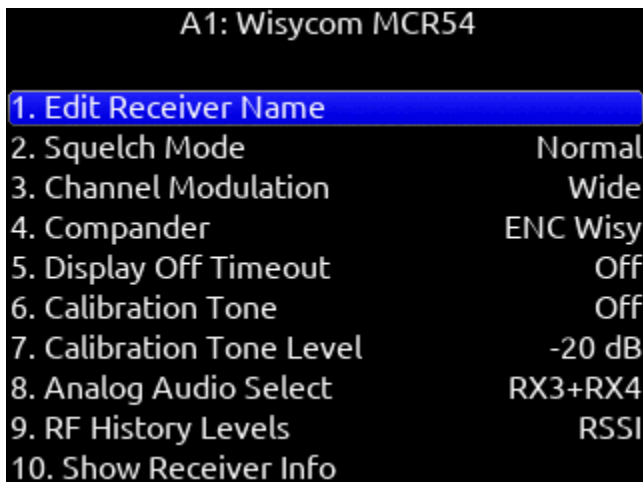 A1: Wisycom MCR54
1. Edit Receiver Name
2. Squelch Mode Normal
3. Channel Modulation Wide
4. Compander ENC Wisy
5. Display Off Timeout Off
6. Calibration Tone Off
7. Calibration Tone Level -20 dB
8. Analog Audio Select RX3+RX4
9. RF History Levels RSSI
10. Show Receiver Info